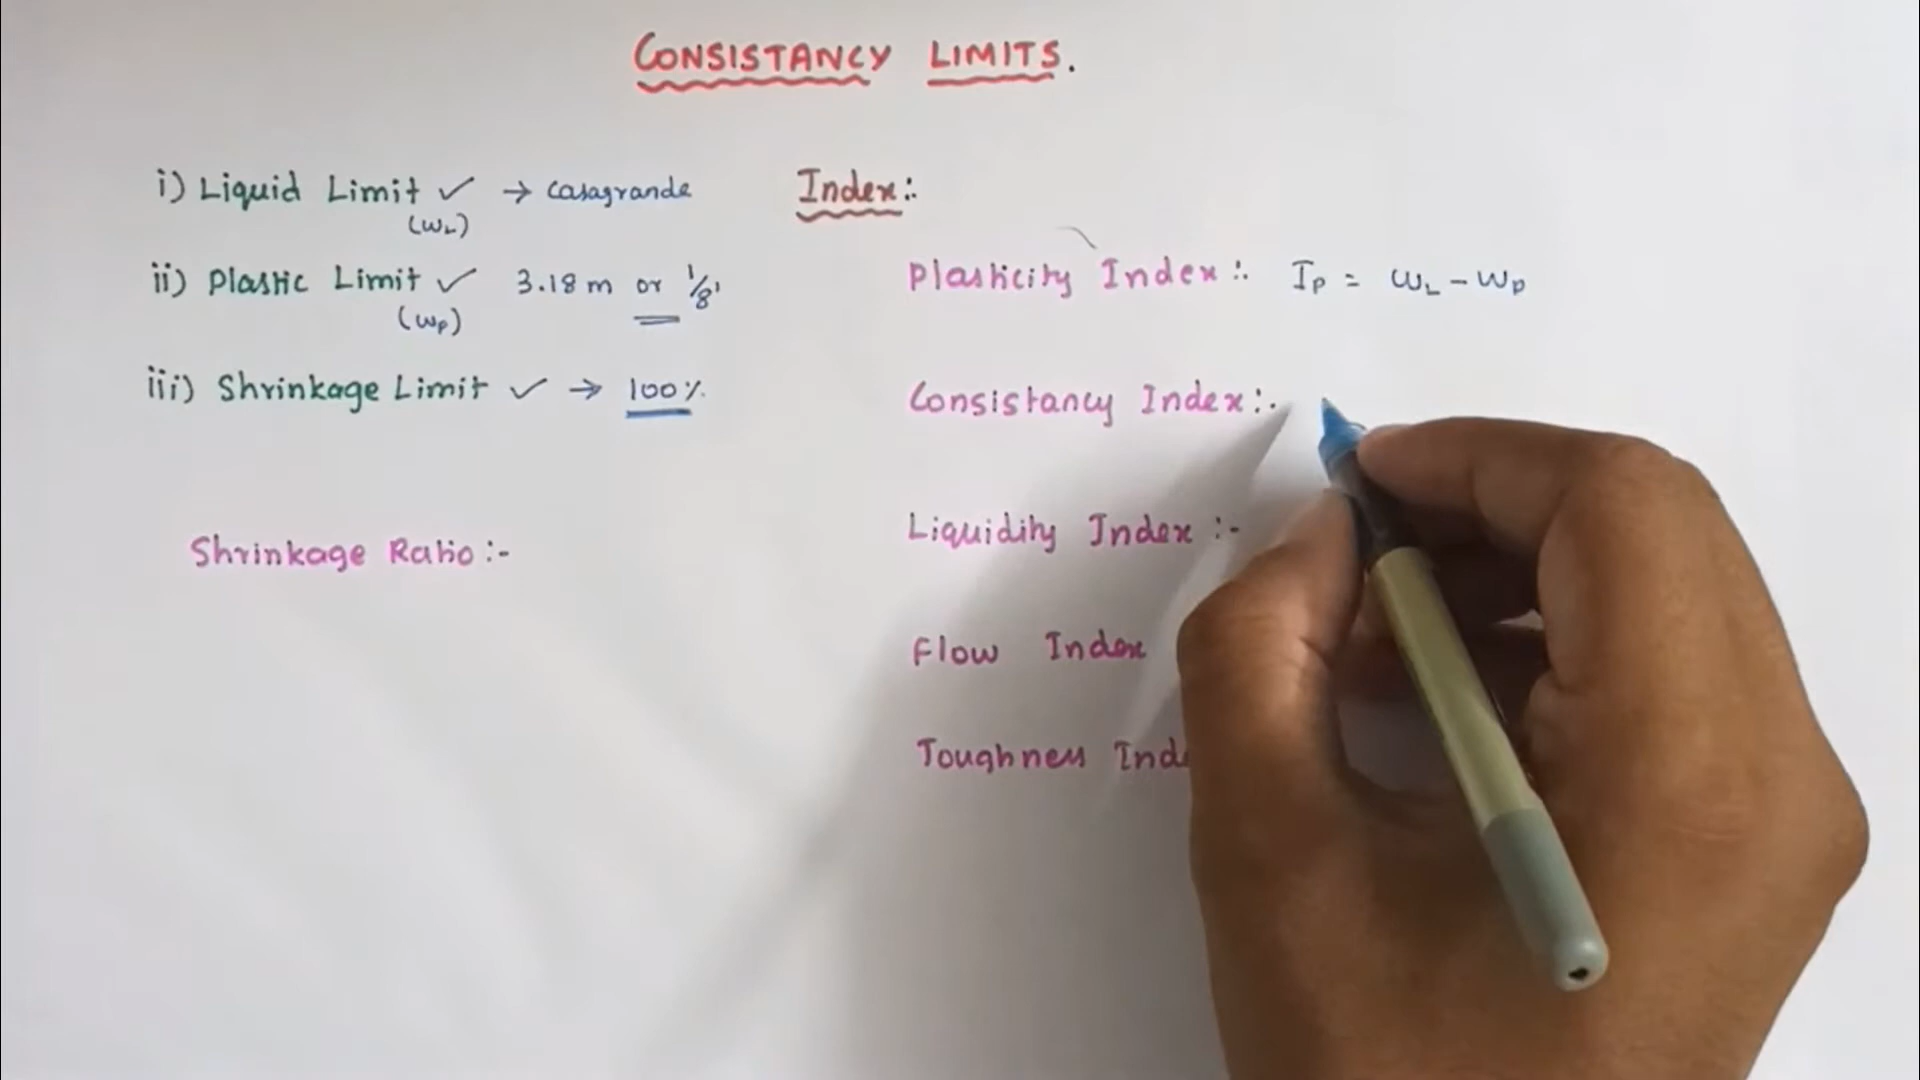 CONSISTANCY LIMITS.
i) Liquid Limit ✓ → Casagrande
(wL)
ii) Plastic Limit ✓ 3.18 m or 1/8'
(wp)
iii) Shrinkage Limit ✓ → 100%
Shrinkage Ratio :-
Index:-
Plasticity Index :- Ip = wL - wp
Consistancy Index :-
Liquidity Index :-
Flow Index
Toughness Inde